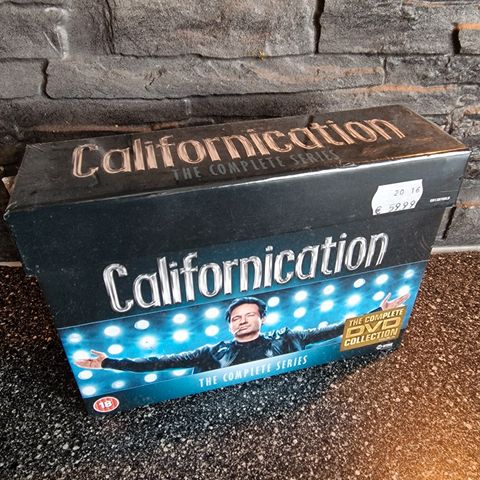 Californication
THE COMPLETE SERIES
20 16
€ 59.99
Californication
THE COMPLETE
DVD
COLLECTION
THE COMPLETE SERIES
18